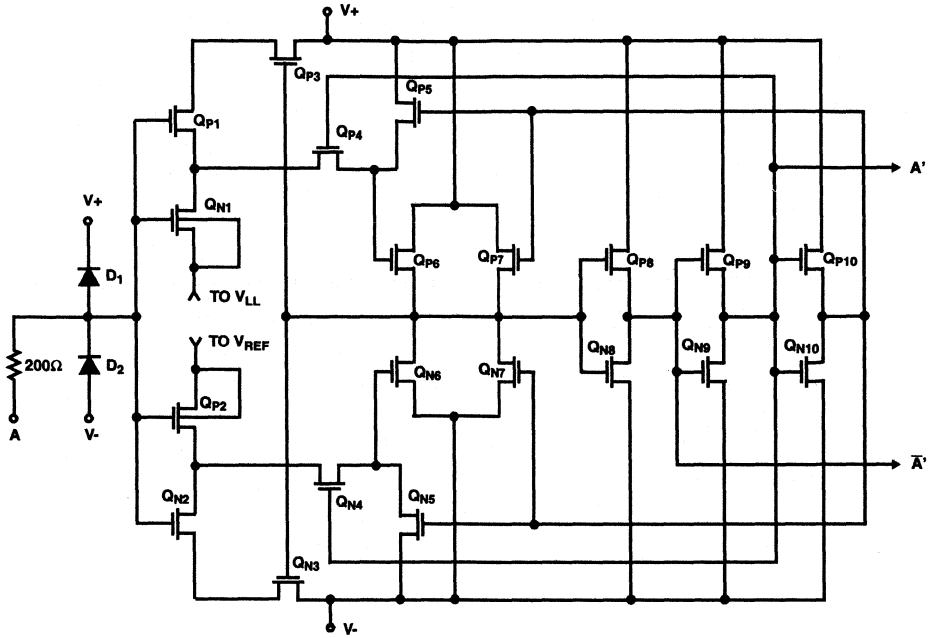 V+
QP3
QP5
QP1
QP4
A'
V+
QN1
QP6
QP7
QP8
QP9
QP10
D1
TO VLL
TO VREF
200Ω
D2
QN6
QN7
QN8
QN9
QN10
QP2
A
V-
A̅'
QN2
QN4
QN5
QN3
V-